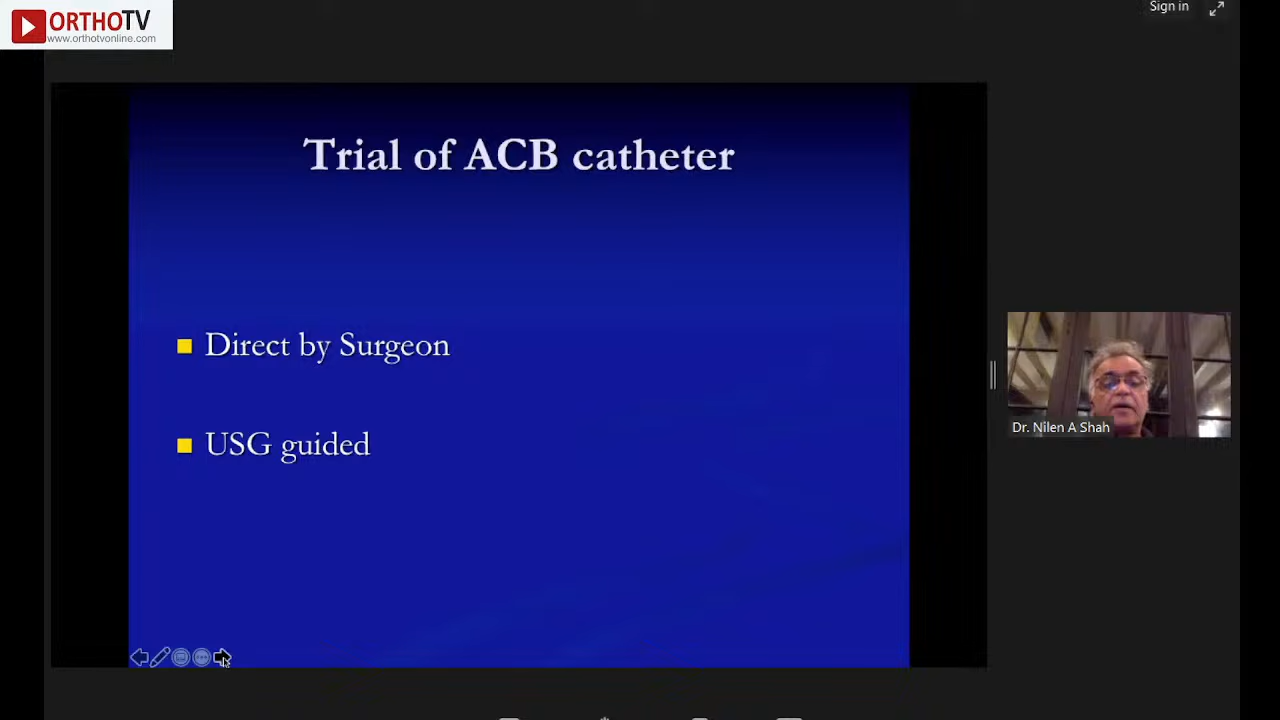 ORTHOTV
www.orthotvonline.com
Sign in
Trial of ACB catheter
Direct by Surgeon
USG guided
Dr. Nilen A Shah